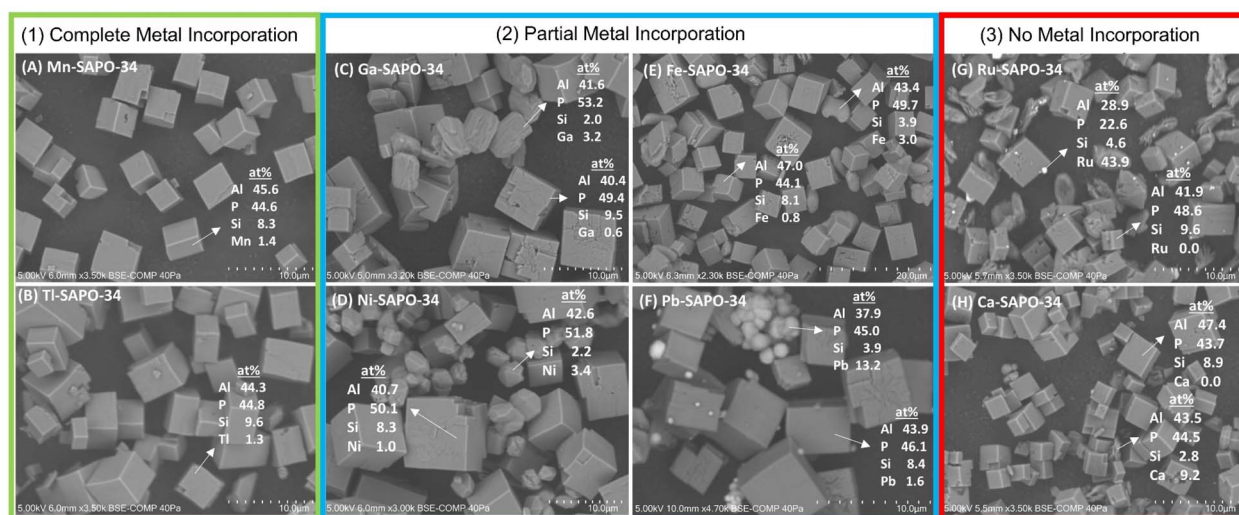 (1) Complete Metal Incorporation
(2) Partial Metal Incorporation
(3) No Metal Incorporation
(A) Mn-SAPO-34
at%
Al 45.6
P 44.6
Si 8.3
Mn 1.4
5.00kV 6.0mm x3.50k BSE-COMP 40Pa
10.0μm
(B) Tl-SAPO-34
at%
Al 44.3
P 44.8
Si 9.6
Tl 1.3
5.00kV 6.0mm x3.50k BSE-COMP 40Pa
10.0μm
(C) Ga-SAPO-34
at%
Al 41.6
P 53.2
Si 2.0
Ga 3.2
at%
Al 40.4
P 49.4
Si 9.5
Ga 0.6
5.00kV 6.0mm x3.20k BSE-COMP 40Pa
10.0μm
(D) Ni-SAPO-34
at%
Al 42.6
P 51.8
Si 2.2
Ni 3.4
at%
Al 40.7
P 50.1
Si 8.3
Ni 1.0
5.00kV 6.0mm x3.00k BSE-COMP 40Pa
10.0μm
(E) Fe-SAPO-34
at%
Al 43.4
P 49.7
Si 3.9
Fe 3.0
at%
Al 47.0
P 44.1
Si 8.1
Fe 0.8
5.00kV 6.3mm x2.30k BSE-COMP 40Pa
20.0μm
(F) Pb-SAPO-34
at%
Al 37.9
P 45.0
Si 3.9
Pb 13.2
at%
Al 43.9
P 46.1
Si 8.4
Pb 1.6
5.00kV 10.0mm x4.70k BSE-COMP 40Pa
10.0μm
(G) Ru-SAPO-34
at%
Al 28.9
P 22.6
Si 4.6
Ru 43.9
at%
Al 41.9
P 48.6
Si 9.6
Ru 0.0
5.00kV 5.7mm x3.50k BSE-COMP 40Pa
10.0μm
(H) Ca-SAPO-34
at%
Al 47.4
P 43.7
Si 8.9
Ca 0.0
at%
Al 43.5
P 44.5
Si 2.8
Ca 9.2
5.00kV 5.5mm x3.50k BSE-COMP 40Pa
10.0μm